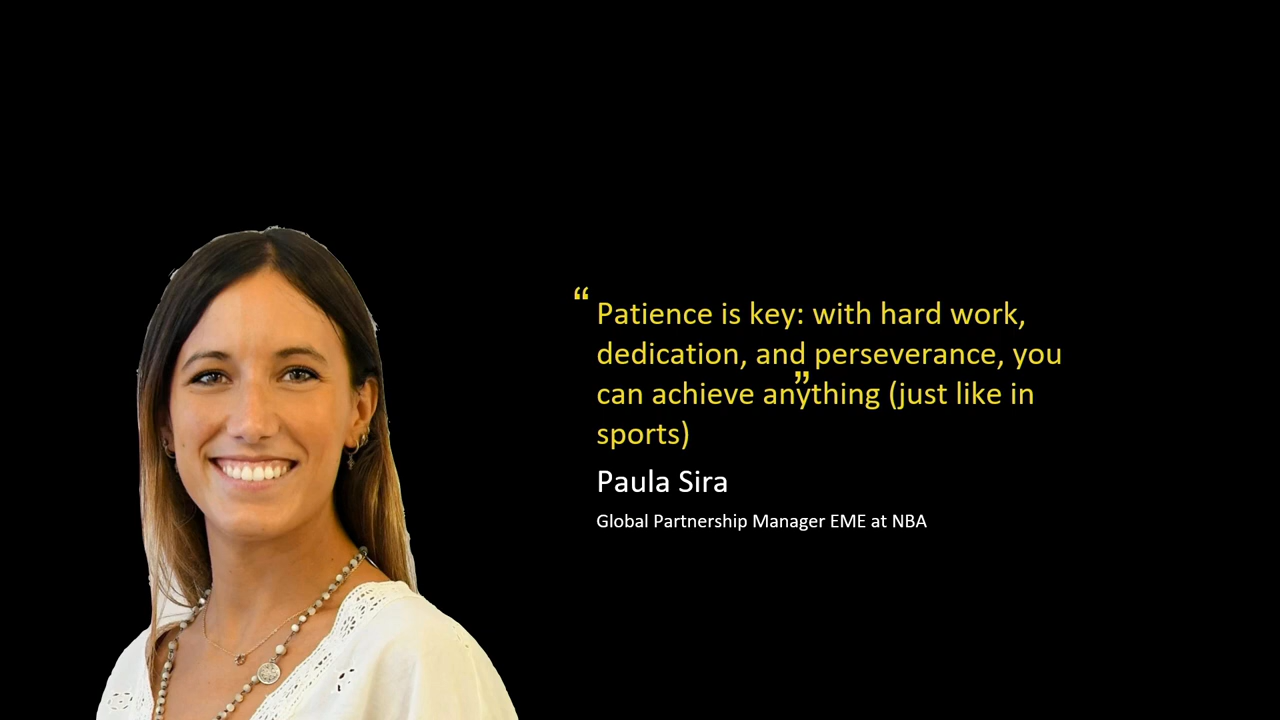 “ Patience is key: with hard work,
dedication, and perseverance, you
can achieve anything (just like in
sports) ”
Paula Sira
Global Partnership Manager EME at NBA